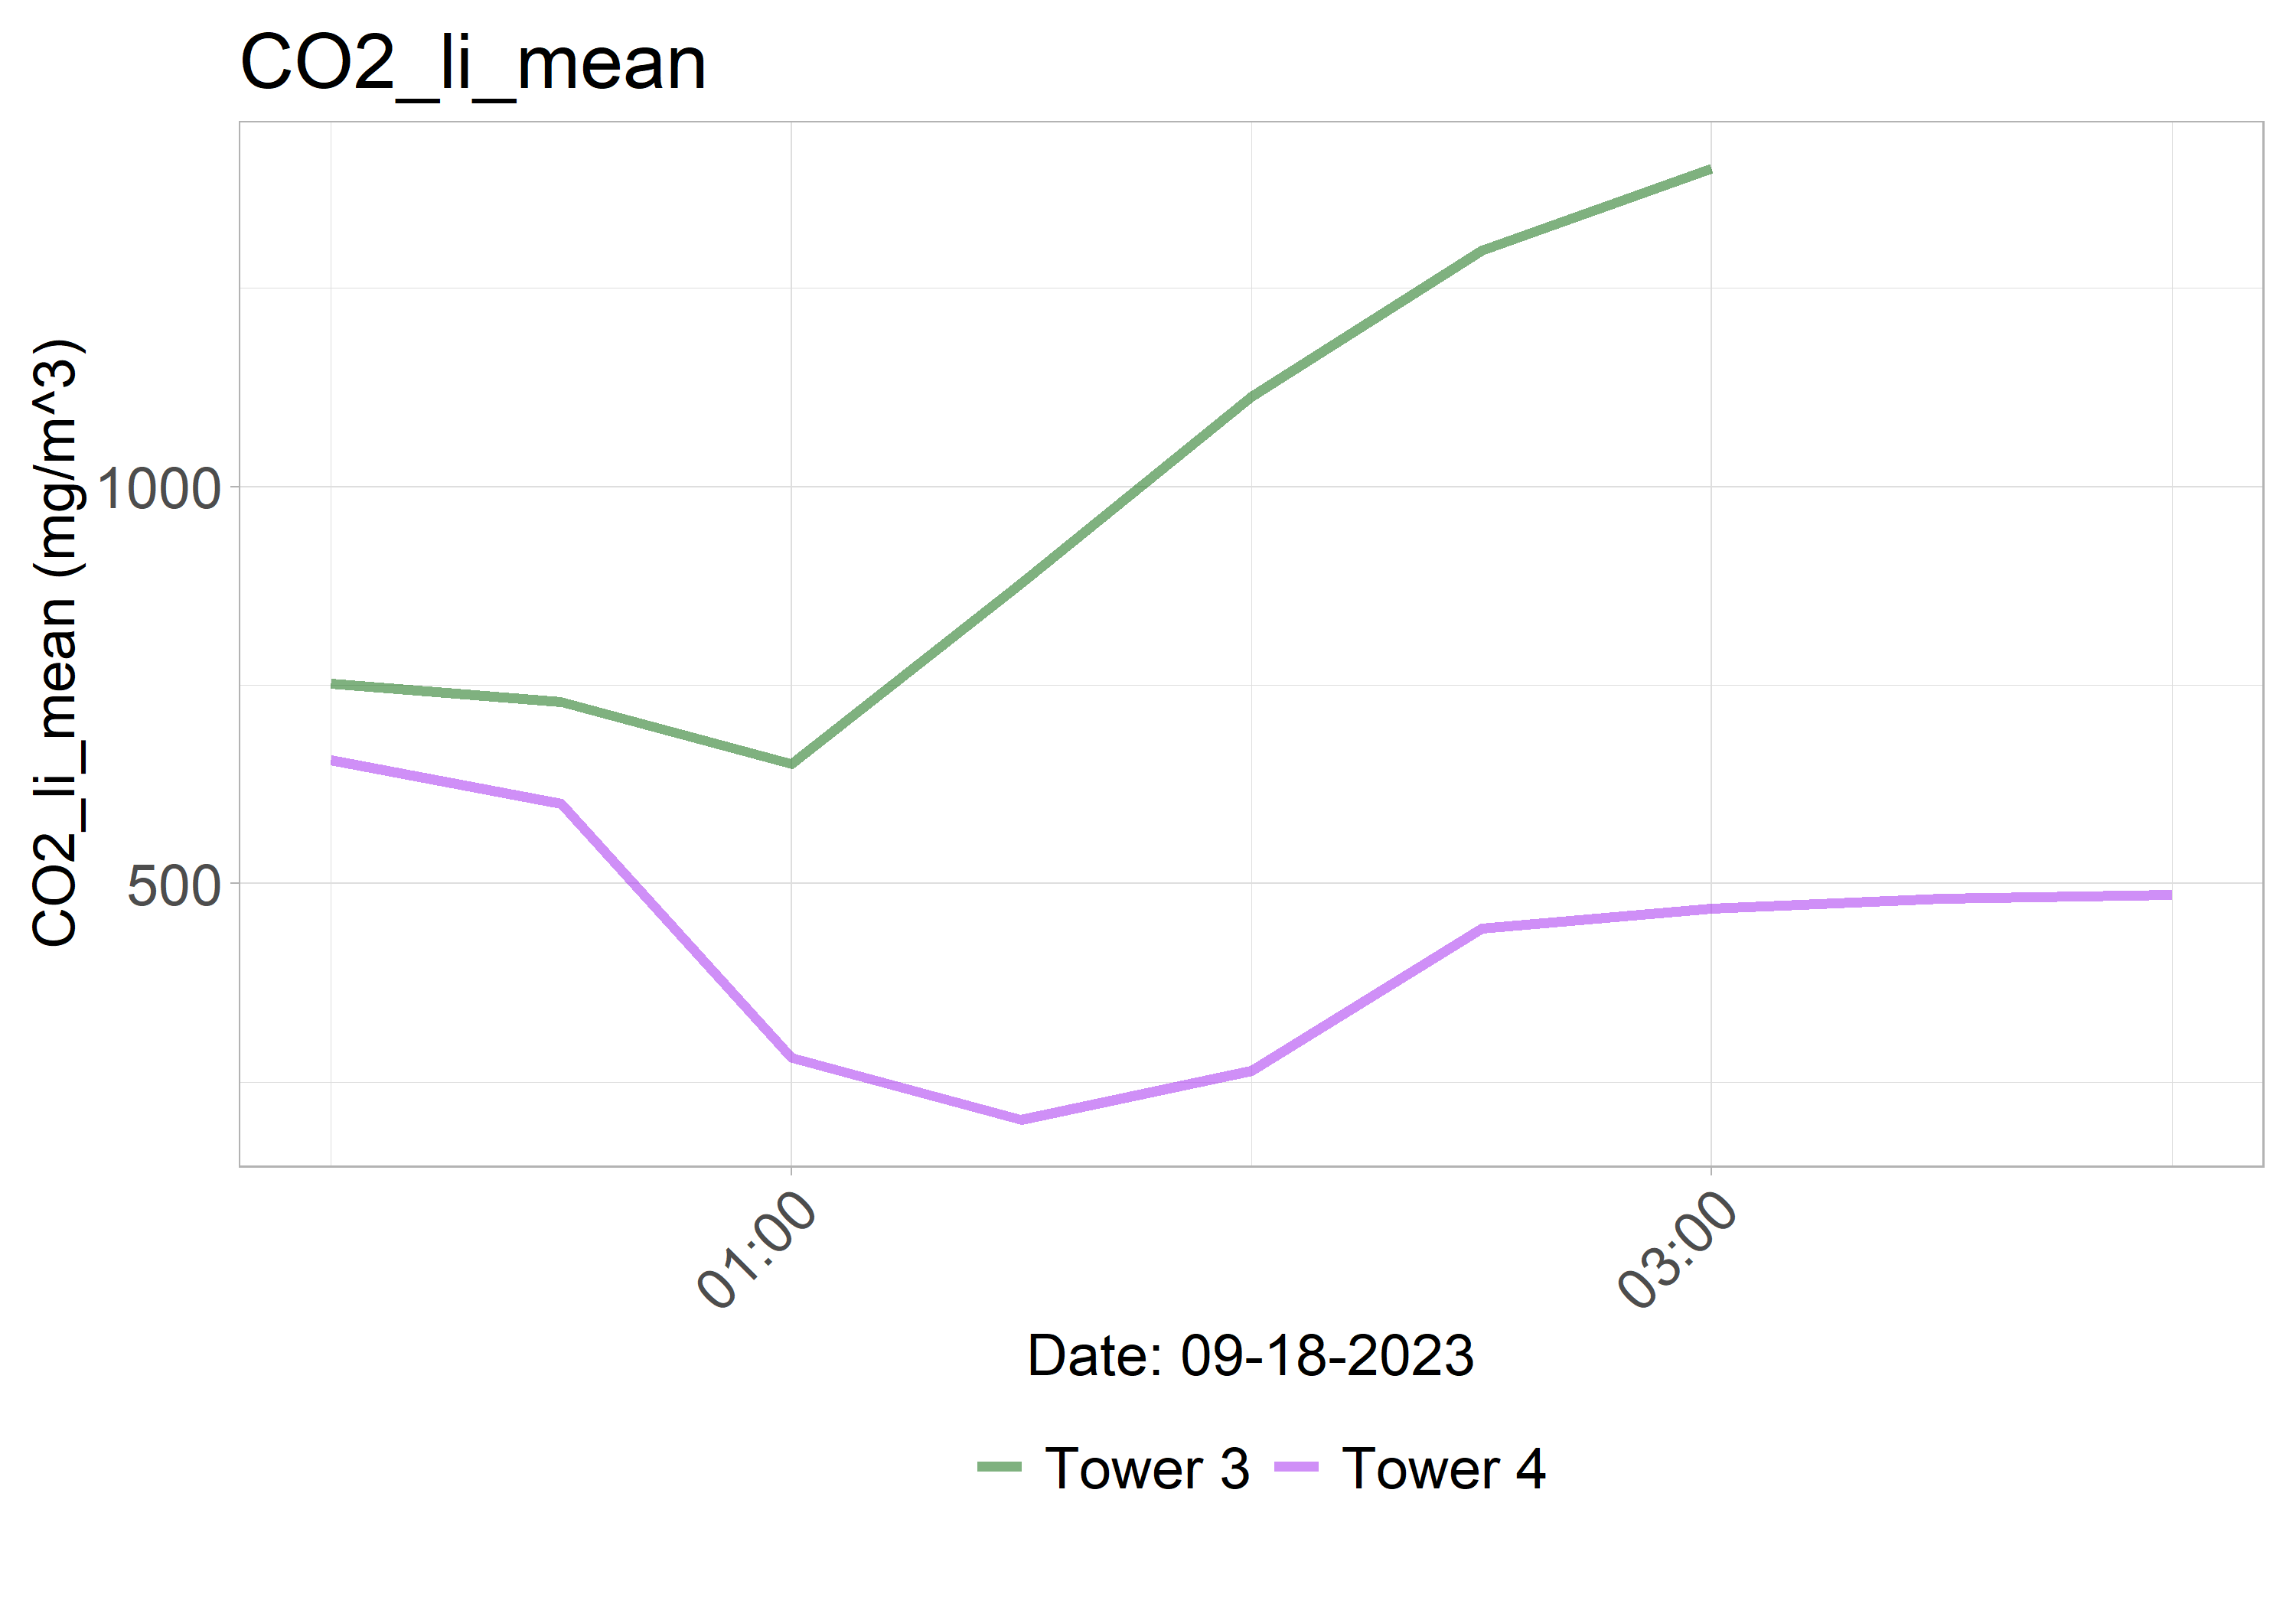 CO2_li_mean
CO2_li_mean (mg/m^3)
1000
500
01:00
03:00
Date: 09-18-2023
Tower 3
Tower 4